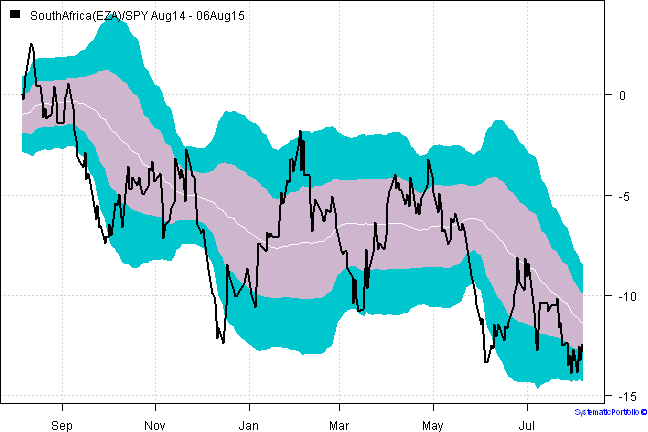 SouthAfrica(EZA)/SPY Aug14 - 06Aug15
0
-5
-10
-15
Sep Nov Jan Mar May Jul
SystematicPortfolio ©